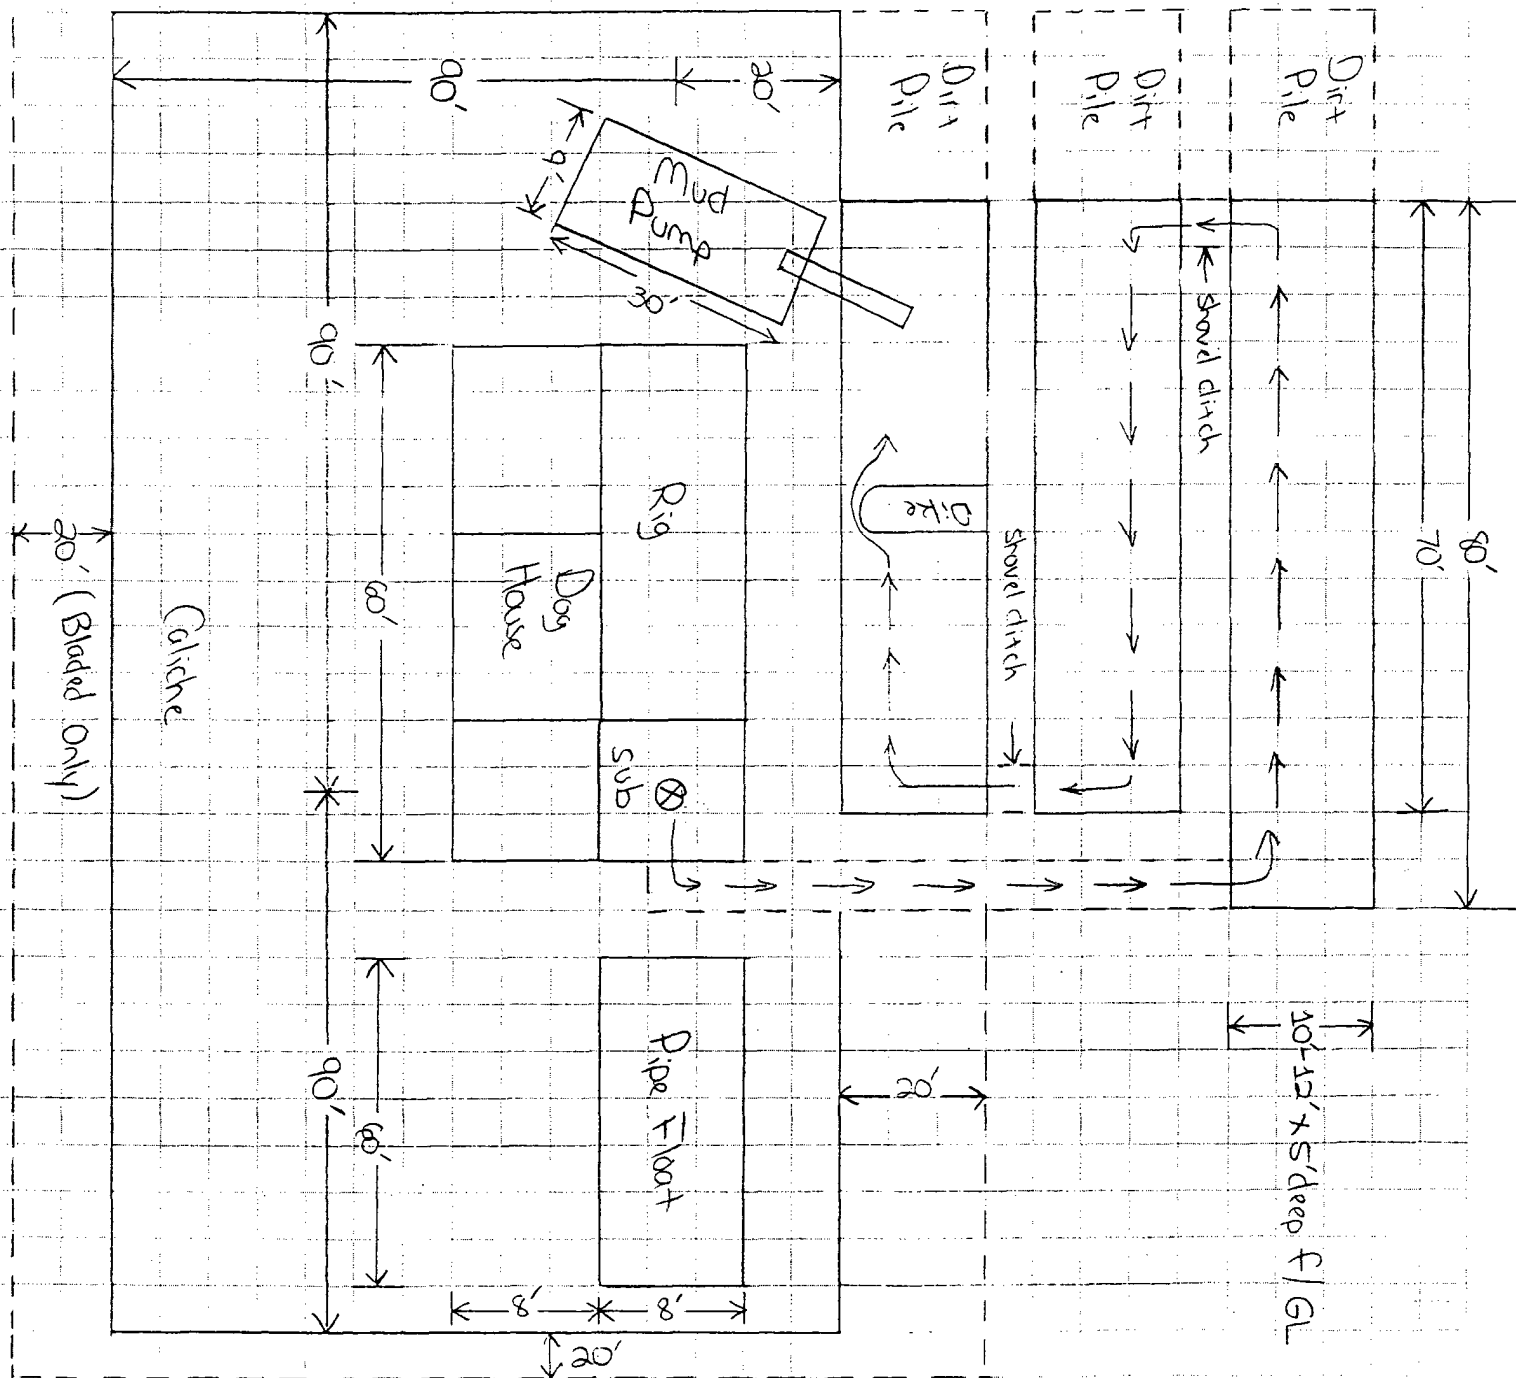 Dirt
Pile
Dirt
Pile
Dirt
Pile
90'
20'
9'
Mud
Pump
30'
shovel ditch
80'
70'
90'
60'
Rig
Dike
shovel ditch
Dog
House
Sub
20' (Bladed Only)
Caliche
90'
60'
Pipe Float
20'
10'-12' x 5' deep f/ GL
8'
8'
20'